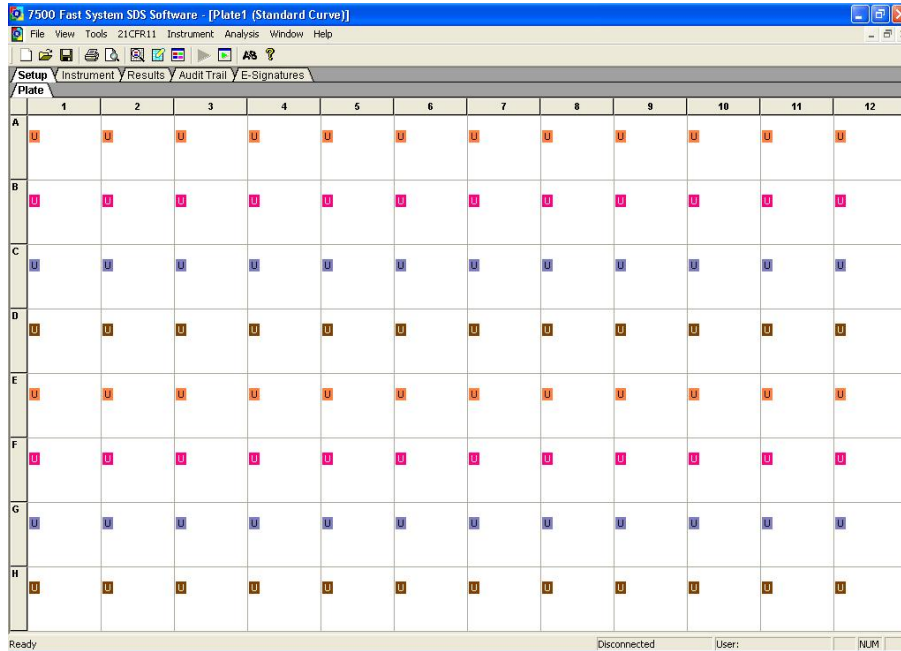 7500 Fast System SDS Software - [Plate1 (Standard Curve)]
File View Tools 21CFR11 Instrument Analysis Window Help
Setup Instrument Results Audit Trail E-Signatures
Plate
1 2 3 4 5 6 7 8 9 10 11 12
A
U U U U U U U U U U U U
B
U U U U U U U U U U U U
C
U U U U U U U U U U U U
D
U U U U U U U U U U U U
E
U U U U U U U U U U U U
F
U U U U U U U U U U U U
G
U U U U U U U U U U U U
H
U U U U U U U U U U U U
Ready Disconnected User: NUM